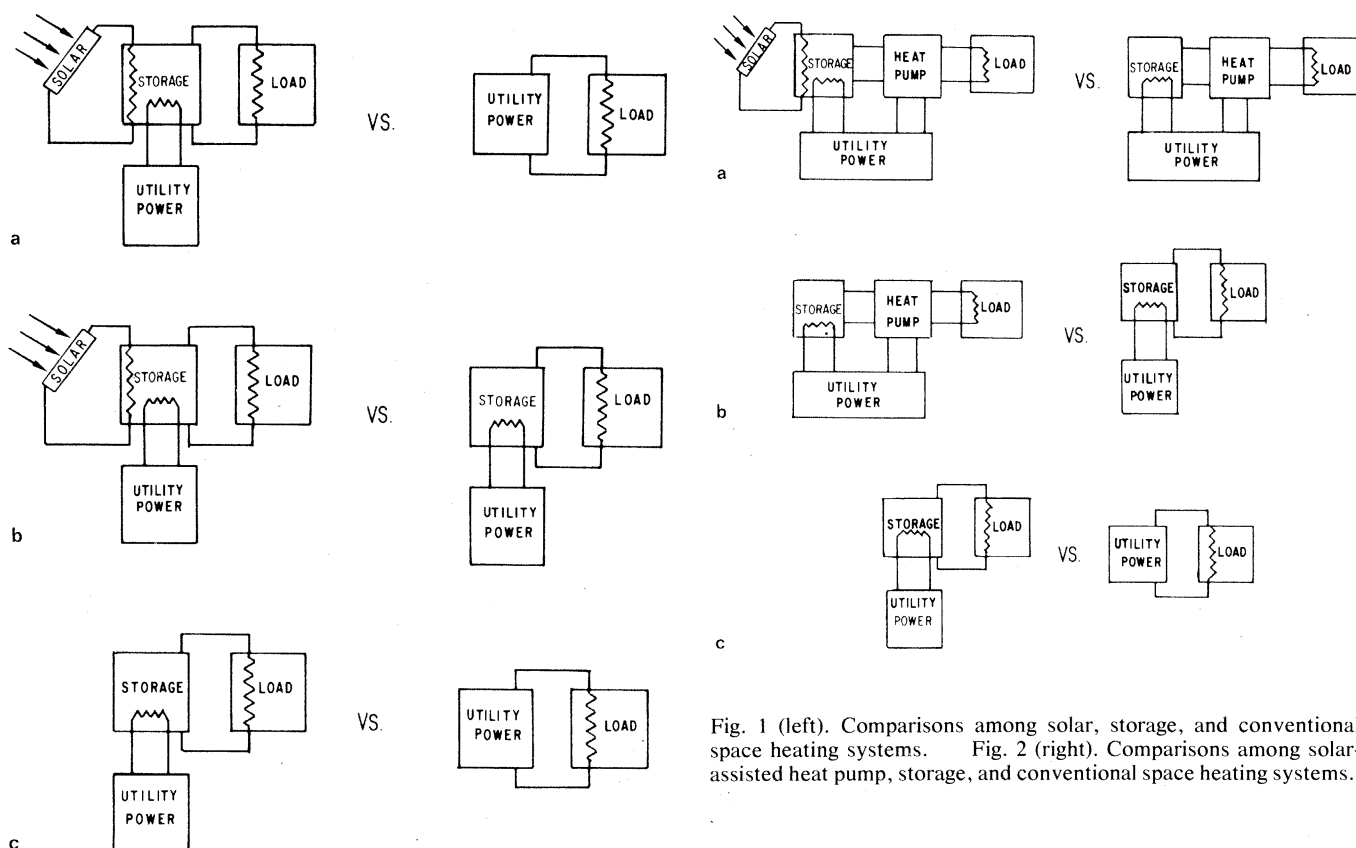 SOLAR
STORAGE
LOAD
UTILITY
POWER
VS.
UTILITY
POWER
LOAD
a
SOLAR
STORAGE
LOAD
UTILITY
POWER
VS.
STORAGE
LOAD
UTILITY
POWER
b
STORAGE
LOAD
UTILITY
POWER
VS.
UTILITY
POWER
LOAD
c
SOLAR
STORAGE
HEAT
PUMP
LOAD
UTILITY
POWER
VS.
STORAGE
HEAT
PUMP
LOAD
UTILITY
POWER
a
STORAGE
HEAT
PUMP
LOAD
UTILITY
POWER
VS.
STORAGE
LOAD
UTILITY
POWER
b
STORAGE
LOAD
UTILITY
POWER
VS.
UTILITY
POWER
LOAD
c
Fig. 1 (left). Comparisons among solar, storage, and conventional
space heating systems. Fig. 2 (right). Comparisons among solar-
assisted heat pump, storage, and conventional space heating systems.